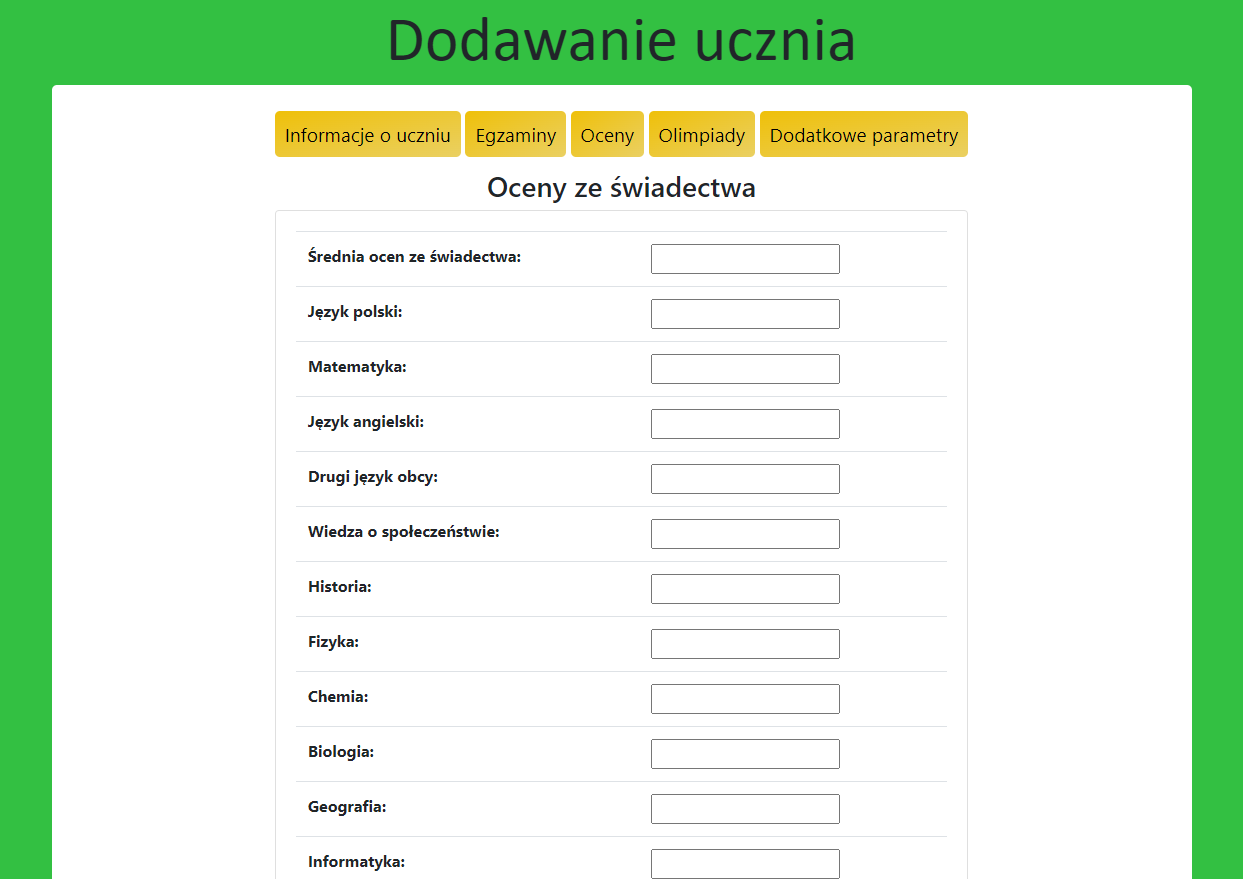 Dodawanie ucznia
Informacje o uczniu Egzaminy Oceny Olimpiady Dodatkowe parametry
Oceny ze świadectwa
Średnia ocen ze świadectwa:
Język polski:
Matematyka:
Język angielski:
Drugi język obcy:
Wiedza o społeczeństwie:
Historia:
Fizyka:
Chemia:
Biologia:
Geografia:
Informatyka: